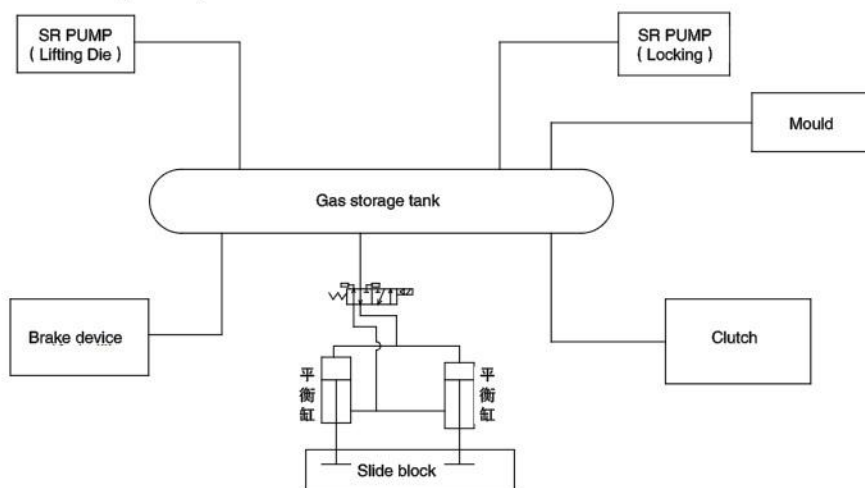 SR PUMP
( Lifting Die )
SR PUMP
( Locking )
Mould
Gas storage tank
Brake device
Clutch
平衡缸
平衡缸
Slide block